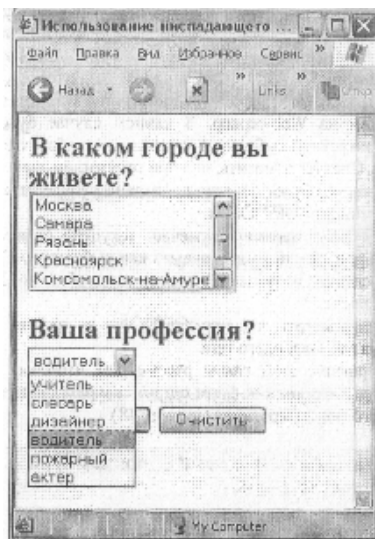 Использование ниспадающего ...
Файл Правка Вид Избранное Сервис »
Назад » Links »
В каком городе вы
живете?
Москва
Самара
Рязань
Красноярск
Комсомольск-на-Амуре
Ваша профессия?
водитель
учитель
слесарь
дизайнер
водитель
пожарный
актер
Очистить
My Computer